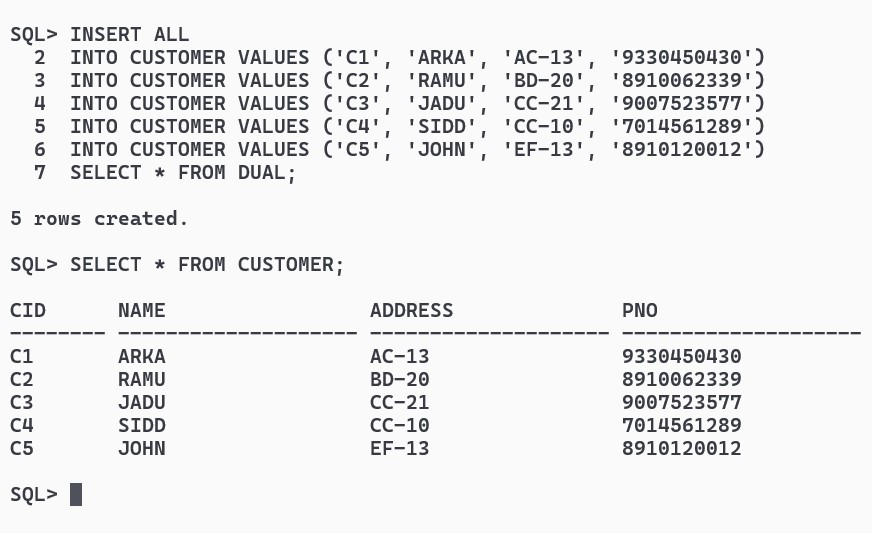 SQL> INSERT ALL
  2  INTO CUSTOMER VALUES ('C1', 'ARKA', 'AC-13', '9330450430')
  3  INTO CUSTOMER VALUES ('C2', 'RAMU', 'BD-20', '8910062339')
  4  INTO CUSTOMER VALUES ('C3', 'JADU', 'CC-21', '9007523577')
  5  INTO CUSTOMER VALUES ('C4', 'SIDD', 'CC-10', '7014561289')
  6  INTO CUSTOMER VALUES ('C5', 'JOHN', 'EF-13', '8910120012')
  7  SELECT * FROM DUAL;

5 rows created.

SQL> SELECT * FROM CUSTOMER;

CID      NAME                 ADDRESS              PNO
-------- -------------------- -------------------- --------------------
C1       ARKA                 AC-13                9330450430
C2       RAMU                 BD-20                8910062339
C3       JADU                 CC-21                9007523577
C4       SIDD                 CC-10                7014561289
C5       JOHN                 EF-13                8910120012

SQL>